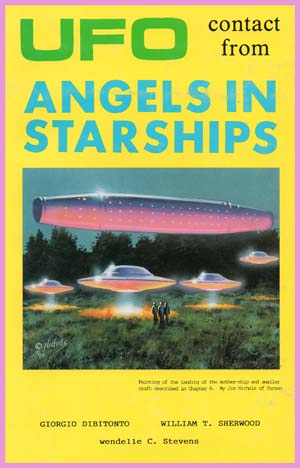 UFO contact
from
ANGELS IN
STARSHIPS
© Nichols
Painting of the landing of the mother-ship and smaller
craft described in Chapter 6. By Jim Nichols of Tucson
GIORGIO DIBITONTO WILLIAM T. SHERWOOD
wendelle C. Stevens